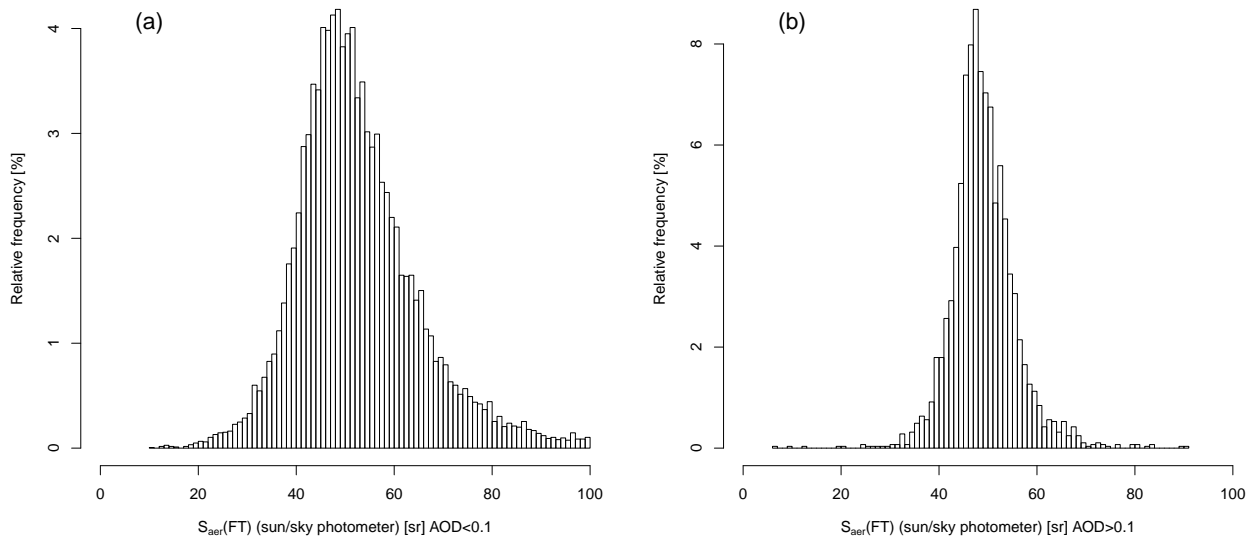 (a)
Relative frequency [%]
4
3
2
1
0
0 20 40 60 80 100
Saer(FT) (sun/sky photometer) [sr] AOD<0.1
(b)
Relative frequency [%]
8
6
4
2
0
0 20 40 60 80 100
Saer(FT) (sun/sky photometer) [sr] AOD>0.1